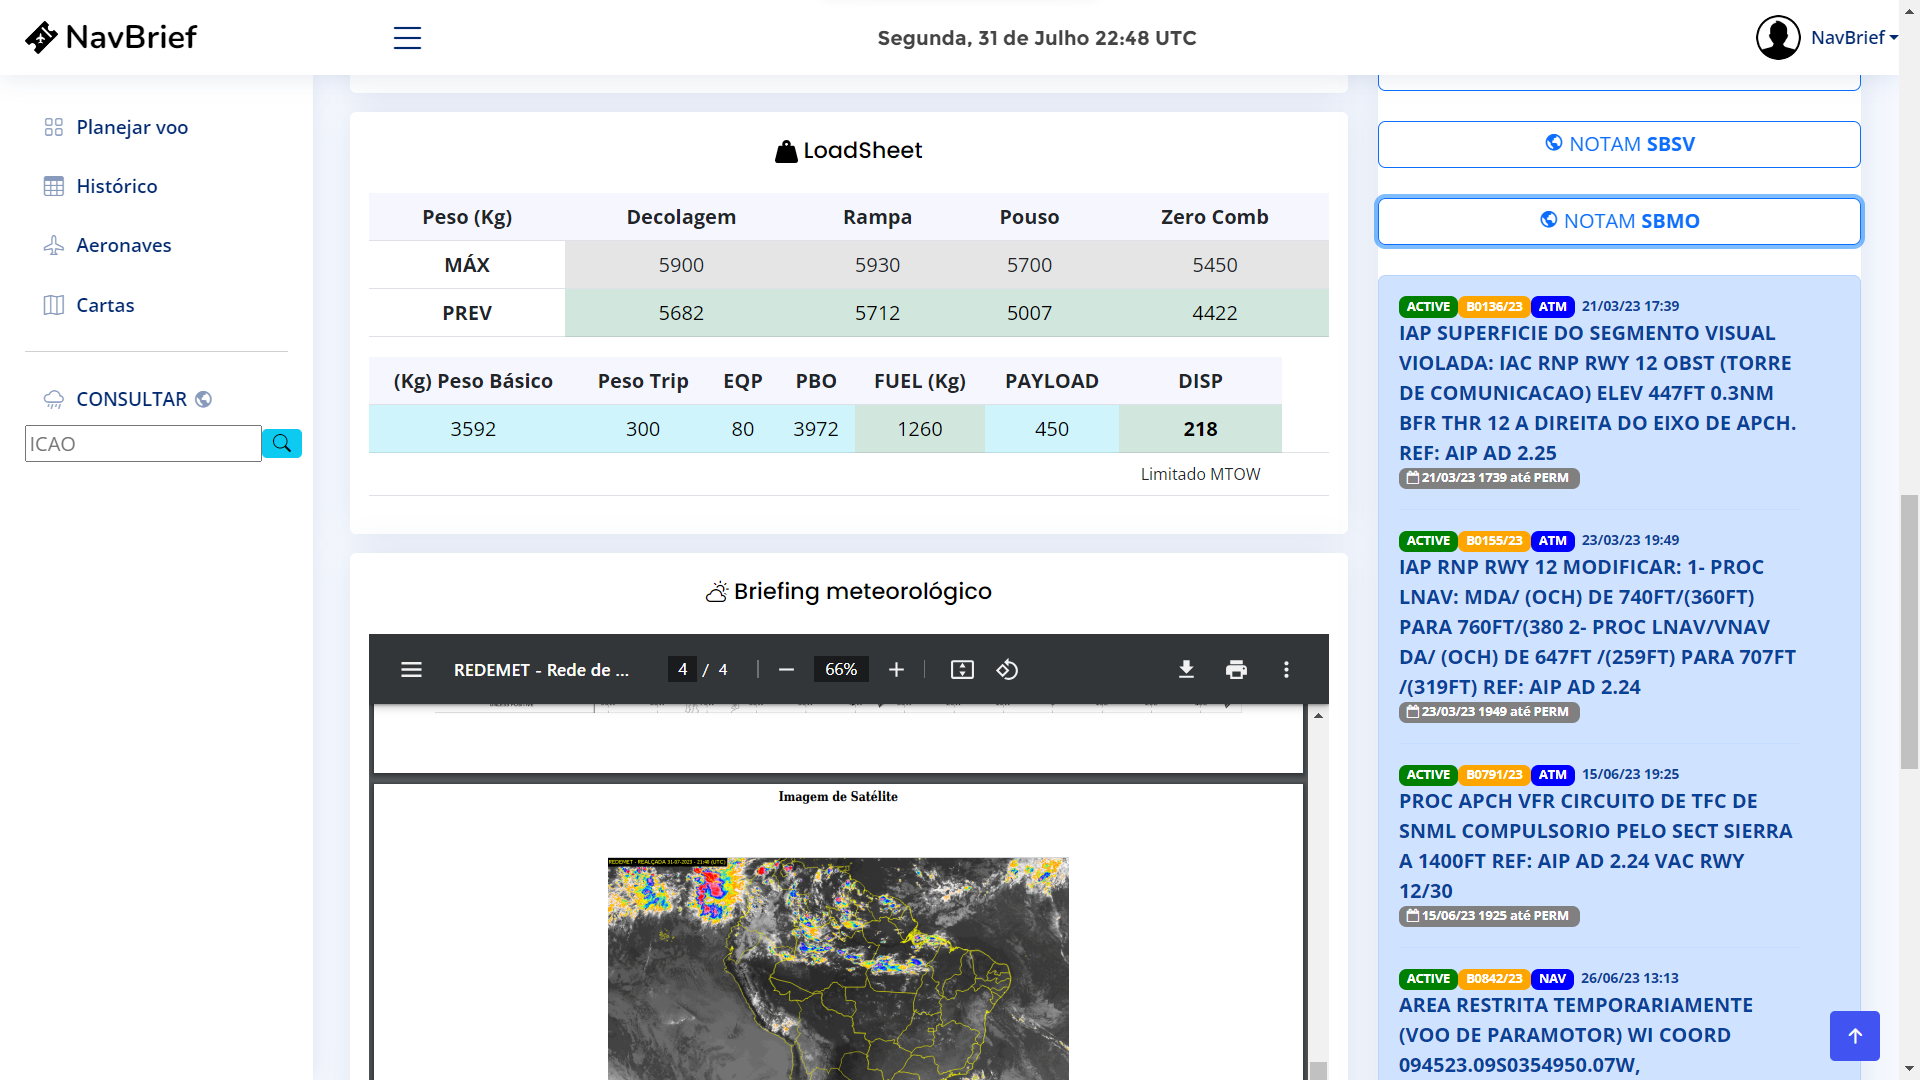 NavBrief
Segunda, 31 de Julho 22:48 UTC
NavBrief
Planejar voo
Histórico
Aeronaves
Cartas
CONSULTAR
ICAO
LoadSheet
Peso (Kg) Decolagem Rampa Pouso Zero Comb
MÁX 5900 5930 5700 5450
PREV 5682 5712 5007 4422
(Kg) Peso Básico Peso Trip EQP PBO FUEL (Kg) PAYLOAD DISP
3592 300 80 3972 1260 450 218
Limitado MTOW
Briefing meteorológico
REDEMET - Rede de ... 4 / 4 66%
Imagem de Satélite
REDEMET - REALÇADA 31-07-2023 - 21:40 (UTC)
NOTAM SBSV
NOTAM SBMO
ACTIVE B0136/23 ATM 21/03/23 17:39
IAP SUPERFICIE DO SEGMENTO VISUAL
VIOLADA: IAC RNP RWY 12 OBST (TORRE
DE COMUNICACAO) ELEV 447FT 0.3NM
BFR THR 12 A DIREITA DO EIXO DE APCH.
REF: AIP AD 2.25
21/03/23 1739 até PERM
ACTIVE B0155/23 ATM 23/03/23 19:49
IAP RNP RWY 12 MODIFICAR: 1- PROC
LNAV: MDA/ (OCH) DE 740FT/(360FT)
PARA 760FT/(380 2- PROC LNAV/VNAV
DA/ (OCH) DE 647FT /(259FT) PARA 707FT
/(319FT) REF: AIP AD 2.24
23/03/23 1949 até PERM
ACTIVE B0791/23 ATM 15/06/23 19:25
PROC APCH VFR CIRCUITO DE TFC DE
SNML COMPULSORIO PELO SECT SIERRA
A 1400FT REF: AIP AD 2.24 VAC RWY
12/30
15/06/23 1925 até PERM
ACTIVE B0842/23 NAV 26/06/23 13:13
AREA RESTRITA TEMPORARIAMENTE
(VOO DE PARAMOTOR) WI COORD
094523.09S0354950.07W,